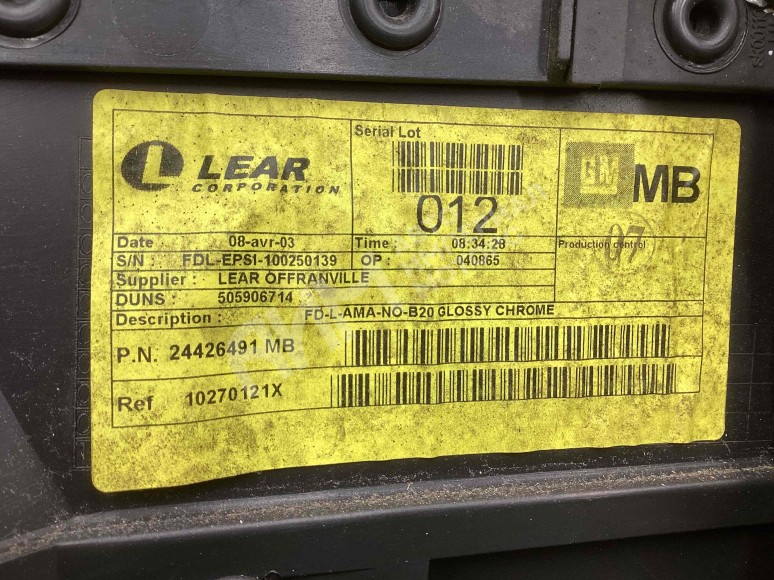 LEAR
CORPORATION
Serial Lot
012
GM MB
Date : 08-avr-03 Time : 08:34:28 Production control
07
S/N : FDL-EPSI-100250139 OP : 040865
Supplier : LEAR OFFRANVILLE
DUNS : 505906714
Description : FD-L-AMA-NO-B20 GLOSSY CHROME
P.N. 24426491 MB
Ref 10270121X